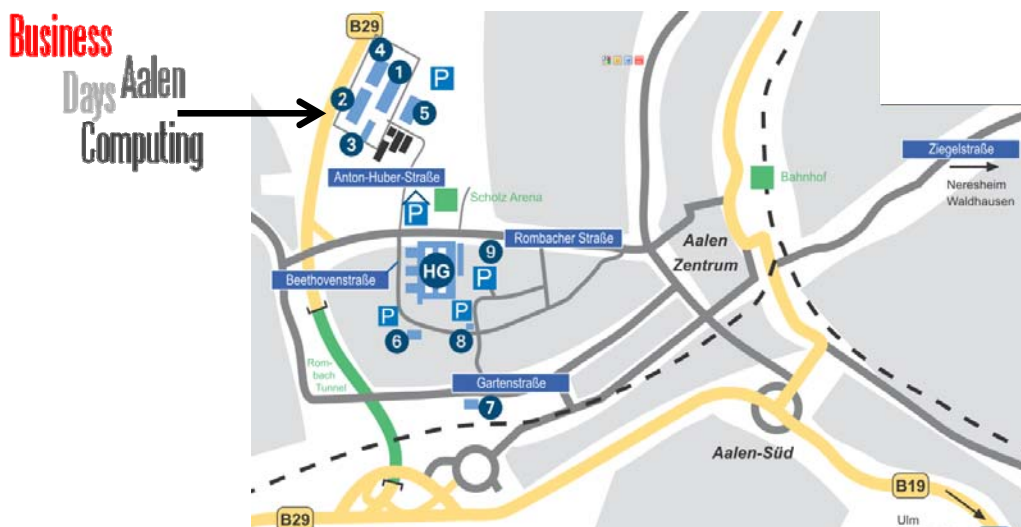 Business
Days Aalen
Computing
B29
4
1
P
2
5
3
Anton-Huber-Straße
Ziegelstraße
Bahnhof
Neresheim
Waldhausen
P
Scholz Arena
Rombacher Straße
Aalen
Zentrum
9
HG
Beethovenstraße
P
P
P
6
8
Rom-
bach
Tunnel
Gartenstraße
7
Aalen-Süd
B19
B29
Ulm